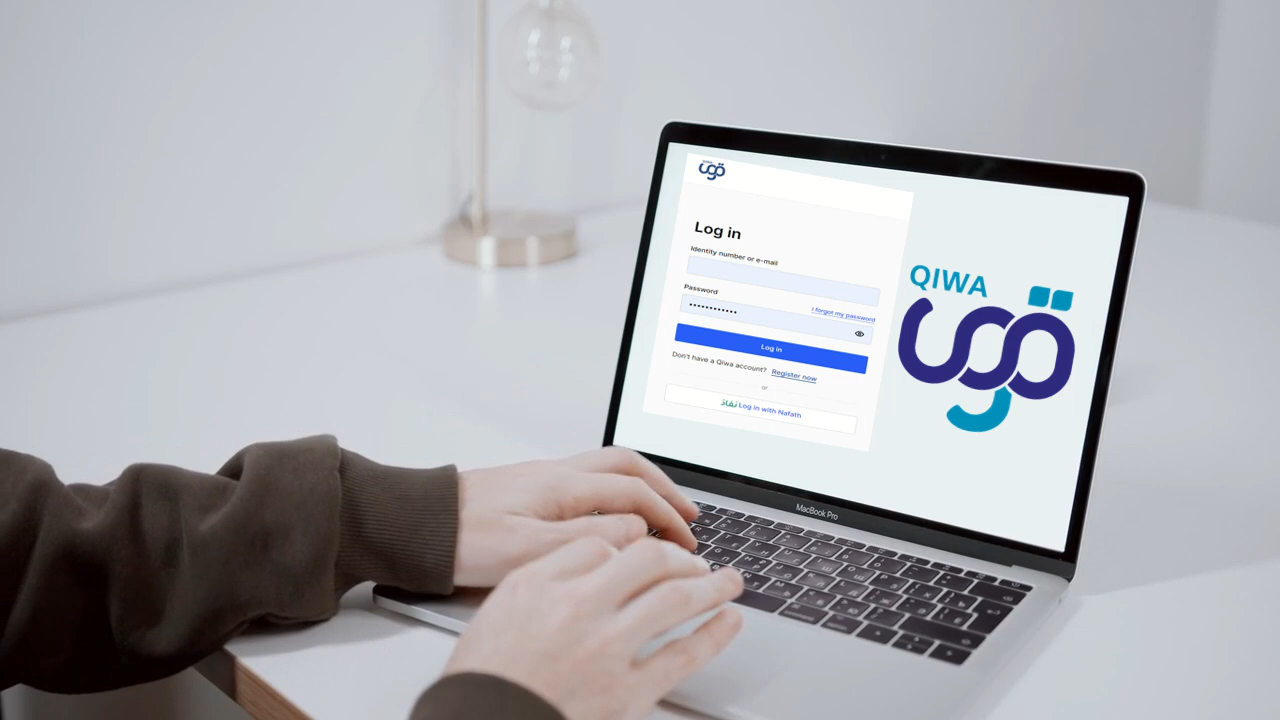 QIWA
قوى
Log in
Identity number or e-mail
Password
••••••••••••
I forgot my password
Log in
Don't have a Qiwa account? Register now
or
نفاذ Log in with Nafath
QIWA
قوى
MacBook Pro